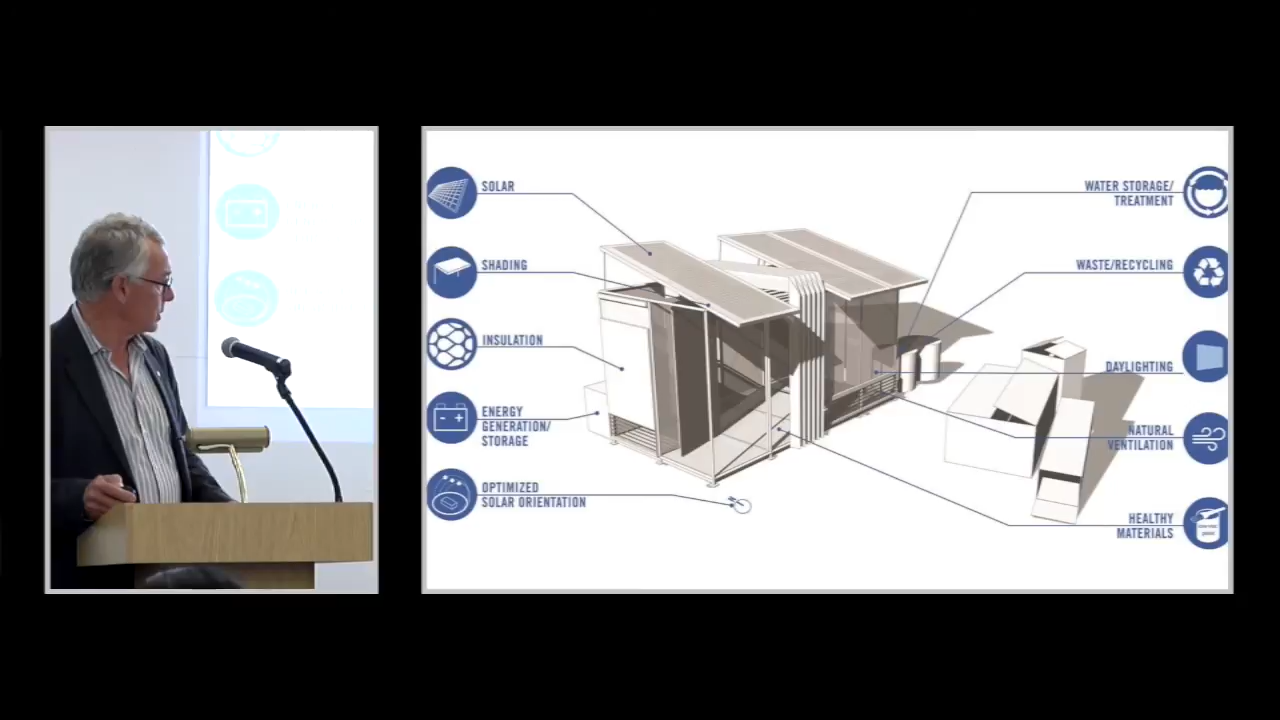 SOLAR
SHADING
INSULATION
ENERGY
GENERATION/
STORAGE
OPTIMIZED
SOLAR ORIENTATION
WATER STORAGE/
TREATMENT
WASTE/RECYCLING
DAYLIGHTING
NATURAL
VENTILATION
HEALTHY
MATERIALS